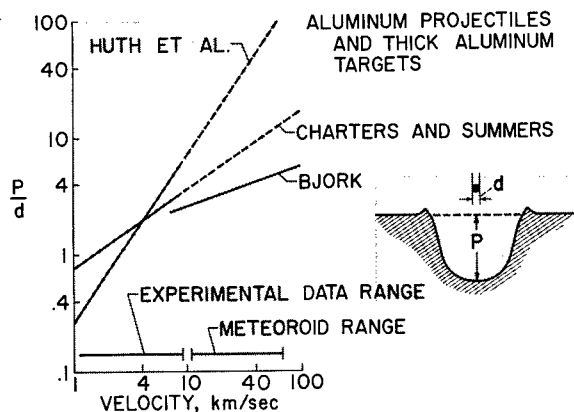 ALUMINUM PROJECTILES
AND THICK ALUMINUM
TARGETS
HUTH ET AL.
CHARTERS AND SUMMERS
BJORK
P
d
100
40
10
4
1
.4
.1
d
P
EXPERIMENTAL DATA RANGE
METEOROID RANGE
1 4 10 40 100
VELOCITY, km/sec